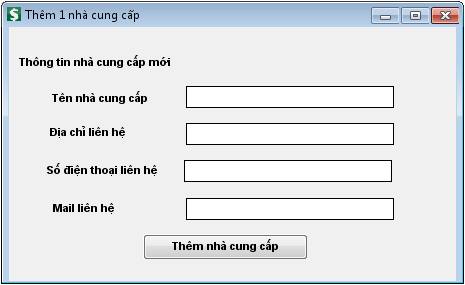 Thêm 1 nhà cung cấp
Thông tin nhà cung cấp mới
Tên nhà cung cấp
Địa chỉ liên hệ
Số điện thoại liên hệ
Mail liên hệ
Thêm nhà cung cấp